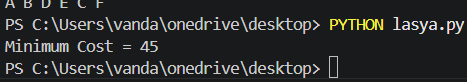 A B D E C F
PS C:\Users\vanda\onedrive\desktop> PYTHON lasya.py
Minimum Cost = 45
PS C:\Users\vanda\onedrive\desktop>